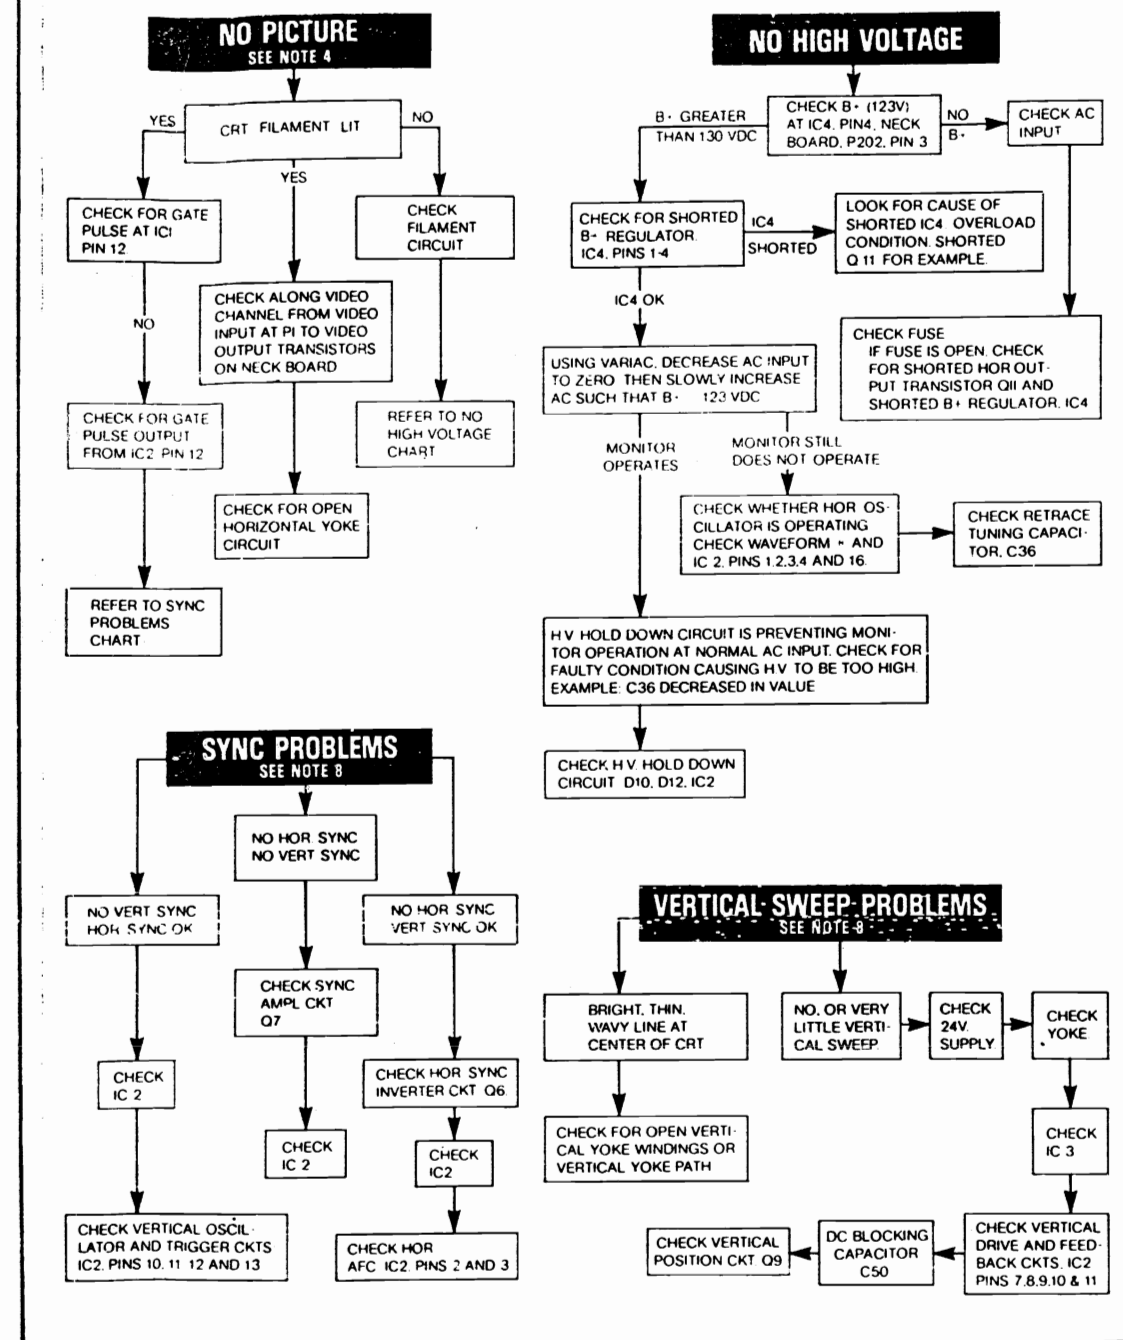 NO PICTURE
SEE NOTE 4
YES
CRT FILAMENT LIT
NO
YES
CHECK FOR GATE
PULSE AT IC1
PIN 12
CHECK
FILAMENT
CIRCUIT
NO
CHECK ALONG VIDEO
CHANNEL FROM VIDEO
INPUT AT P1 TO VIDEO
OUTPUT TRANSISTORS
ON NECK BOARD
CHECK FOR GATE
PULSE OUTPUT
FROM IC2 PIN 12
REFER TO NO
HIGH VOLTAGE
CHART
CHECK FOR OPEN
HORIZONTAL YOKE
CIRCUIT
REFER TO SYNC
PROBLEMS
CHART
NO HIGH VOLTAGE
B+ GREATER
THAN 130 VDC
CHECK B+ (123V)
AT IC4, PIN4, NECK
BOARD, P202, PIN 3
NO
B+
CHECK AC
INPUT
CHECK FOR SHORTED
B+ REGULATOR.
IC4, PINS 1-4
IC4
SHORTED
LOOK FOR CAUSE OF
SHORTED IC4. OVERLOAD
CONDITION. SHORTED
Q11 FOR EXAMPLE.
IC4 OK
CHECK FUSE
IF FUSE IS OPEN, CHECK
FOR SHORTED HOR OUT-
PUT TRANSISTOR Q11 AND
SHORTED B+ REGULATOR, IC4
USING VARIAC, DECREASE AC INPUT
TO ZERO THEN SLOWLY INCREASE
AC SUCH THAT B+ 123 VDC
MONITOR
OPERATES
MONITOR STILL
DOES NOT OPERATE
CHECK WHETHER HOR OS-
CILLATOR IS OPERATING
CHECK WAVEFORM AND
IC 2, PINS 1,2,3,4 AND 16.
CHECK RETRACE
TUNING CAPACI-
TOR, C36
H V HOLD DOWN CIRCUIT IS PREVENTING MONI-
TOR OPERATION AT NORMAL AC INPUT. CHECK FOR
FAULTY CONDITION CAUSING H V TO BE TOO HIGH.
EXAMPLE: C36 DECREASED IN VALUE
CHECK H V. HOLD DOWN
CIRCUIT D10, D12, IC2
SYNC PROBLEMS
SEE NOTE 8
NO HOR SYNC
NO VERT SYNC
NO VERT SYNC
HOR SYNC OK
NO HOR SYNC
VERT SYNC OK
CHECK SYNC
AMPL CKT
Q7
CHECK
IC 2
CHECK HOR SYNC
INVERTER CKT Q6
CHECK
IC 2
CHECK
IC2
CHECK VERTICAL OSCIL-
LATOR AND TRIGGER CKTS
IC2, PINS 10, 11 12 AND 13
CHECK HOR
AFC IC2, PINS 2 AND 3
VERTICAL SWEEP PROBLEMS
SEE NOTE 8
BRIGHT, THIN,
WAVY LINE AT
CENTER OF CRT
NO, OR VERY
LITTLE VERTI-
CAL SWEEP
CHECK
24V.
SUPPLY
CHECK
YOKE
CHECK FOR OPEN VERTI-
CAL YOKE WINDINGS OR
VERTICAL YOKE PATH
CHECK
IC 3
CHECK VERTICAL
DRIVE AND FEED-
BACK CKTS, IC2
PINS 7,8,9,10 & 11
DC BLOCKING
CAPACITOR
C50
CHECK VERTICAL
POSITION CKT Q9